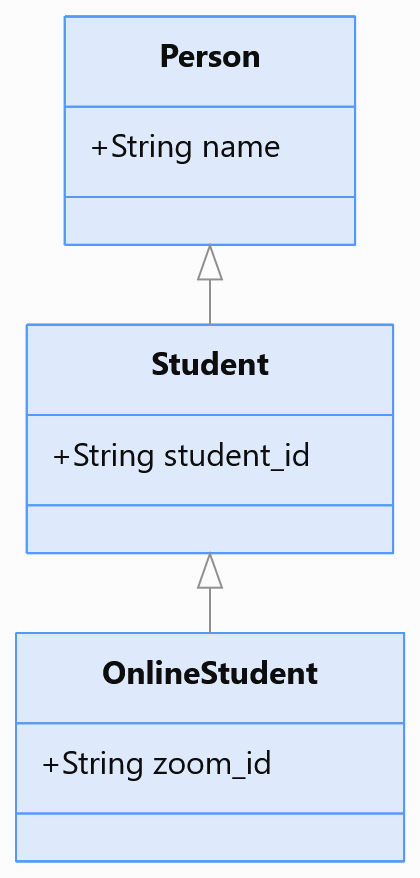 Person
+String name
Student
+String student_id
OnlineStudent
+String zoom_id